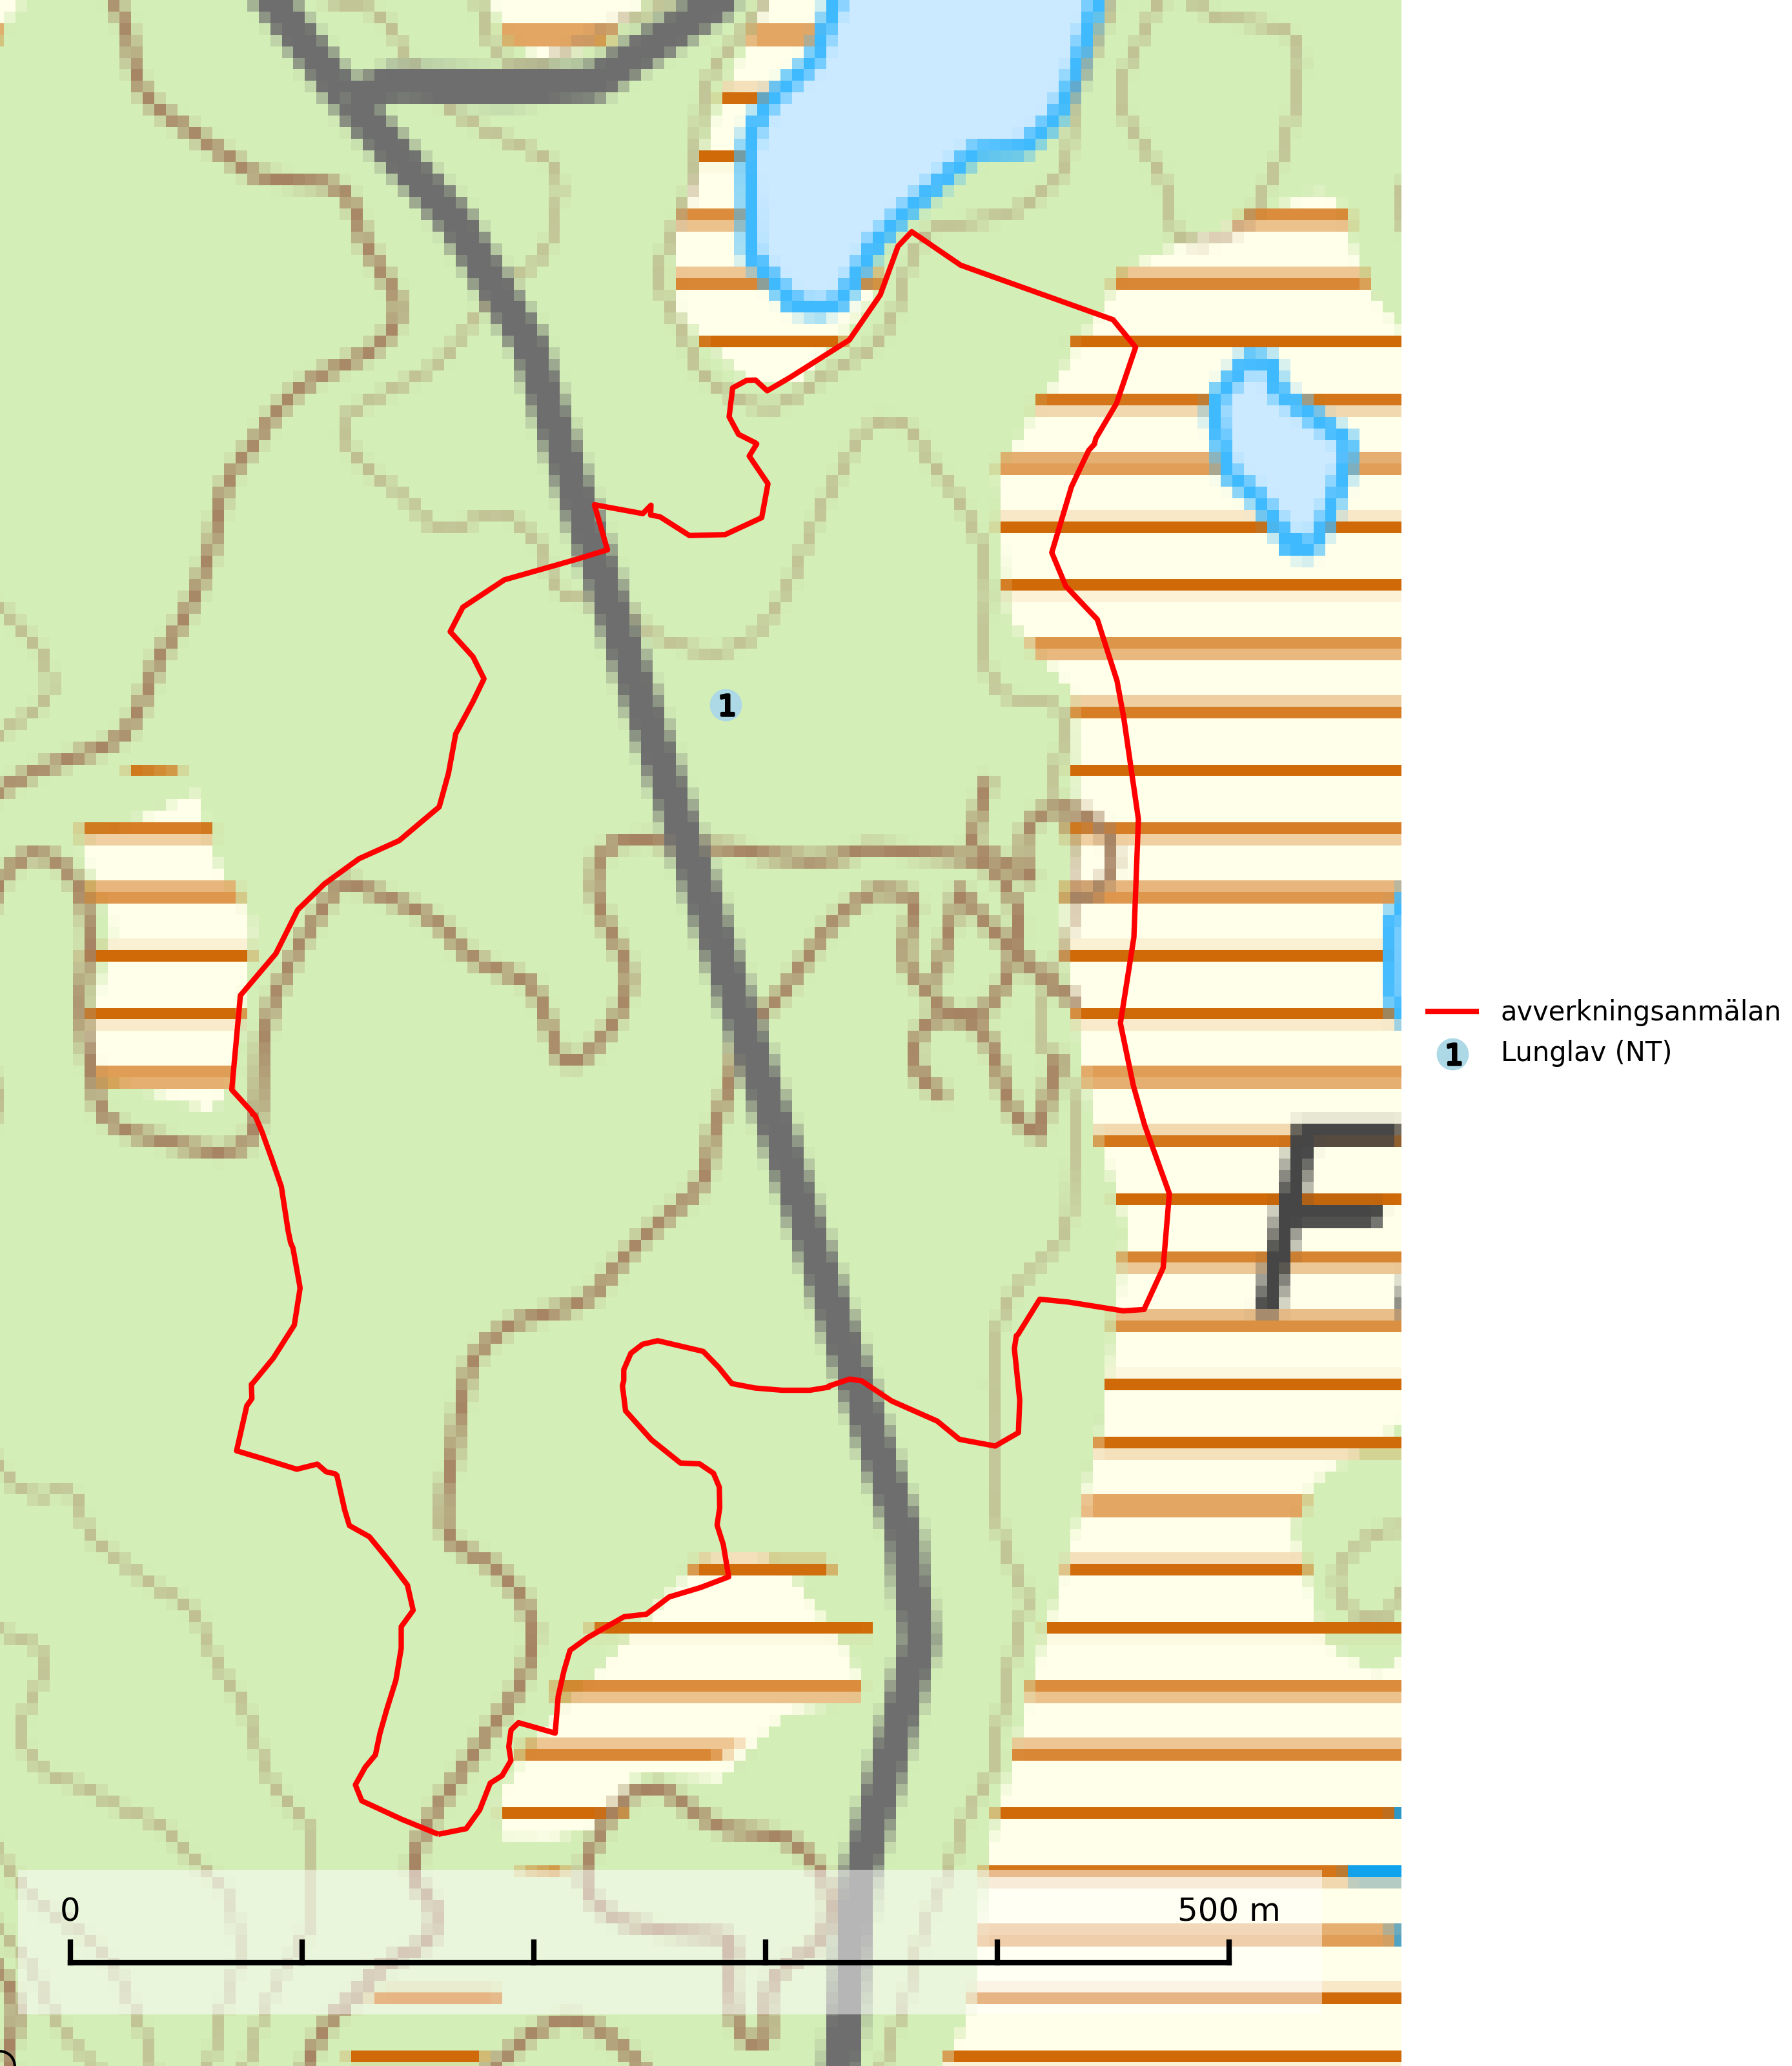 F
avverkningsanmälan
1 Lunglav (NT)
1
0 500 m